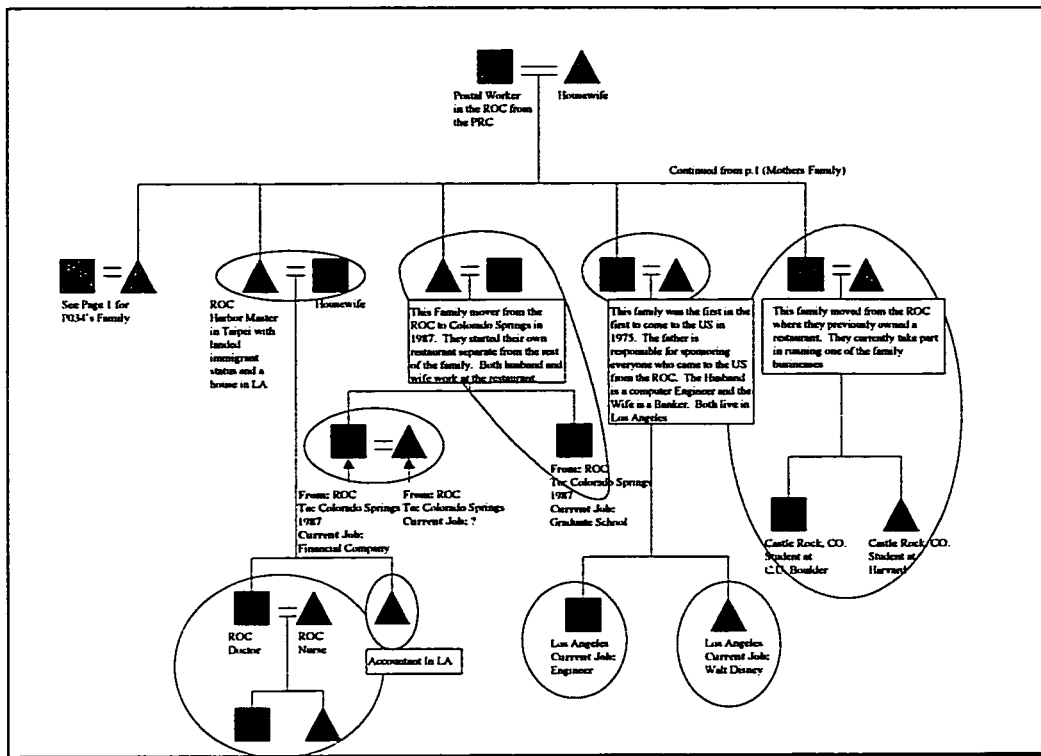 Postal Worker
in the ROC from
the PRC
Housewife
Continued from p.1 (Mothers Family)
See Page 1 for
P034's Family
ROC
Harbor Master
in Taipei with
landed
immigrant
status and a
house in LA
Housewife
This Family mover from the
ROC to Colorado Springs in
1987. They started their own
restaurant separate from the rest
of the family. Both husband and
wife work at the restaurant.
This family was the first in the
first to come to the US in
1975. The father is
responsible for sponsoring
everyone who came to the US
from the ROC. The Husband
is a computer Engineer and the
Wife is a Banker. Both live in
Los Angeles
This family moved from the ROC
where they previously owned a
restaurant. They currently take part
in running one of the family
businesses
From: ROC
To: Colorado Springs
1987
Current Job:
Financial Company
From: ROC
To: Colorado Springs
Current Job: ?
From: ROC
To: Colorado Springs
1987
Current Job:
Graduate School
Castle Rock, CO.
Student at
C.U. Boulder
Castle Rock, CO.
Student at
Harvard
ROC
Doctor
ROC
Nurse
Accountant In LA
Los Angeles
Current Job:
Engineer
Los Angeles
Current Job:
Walt Disney